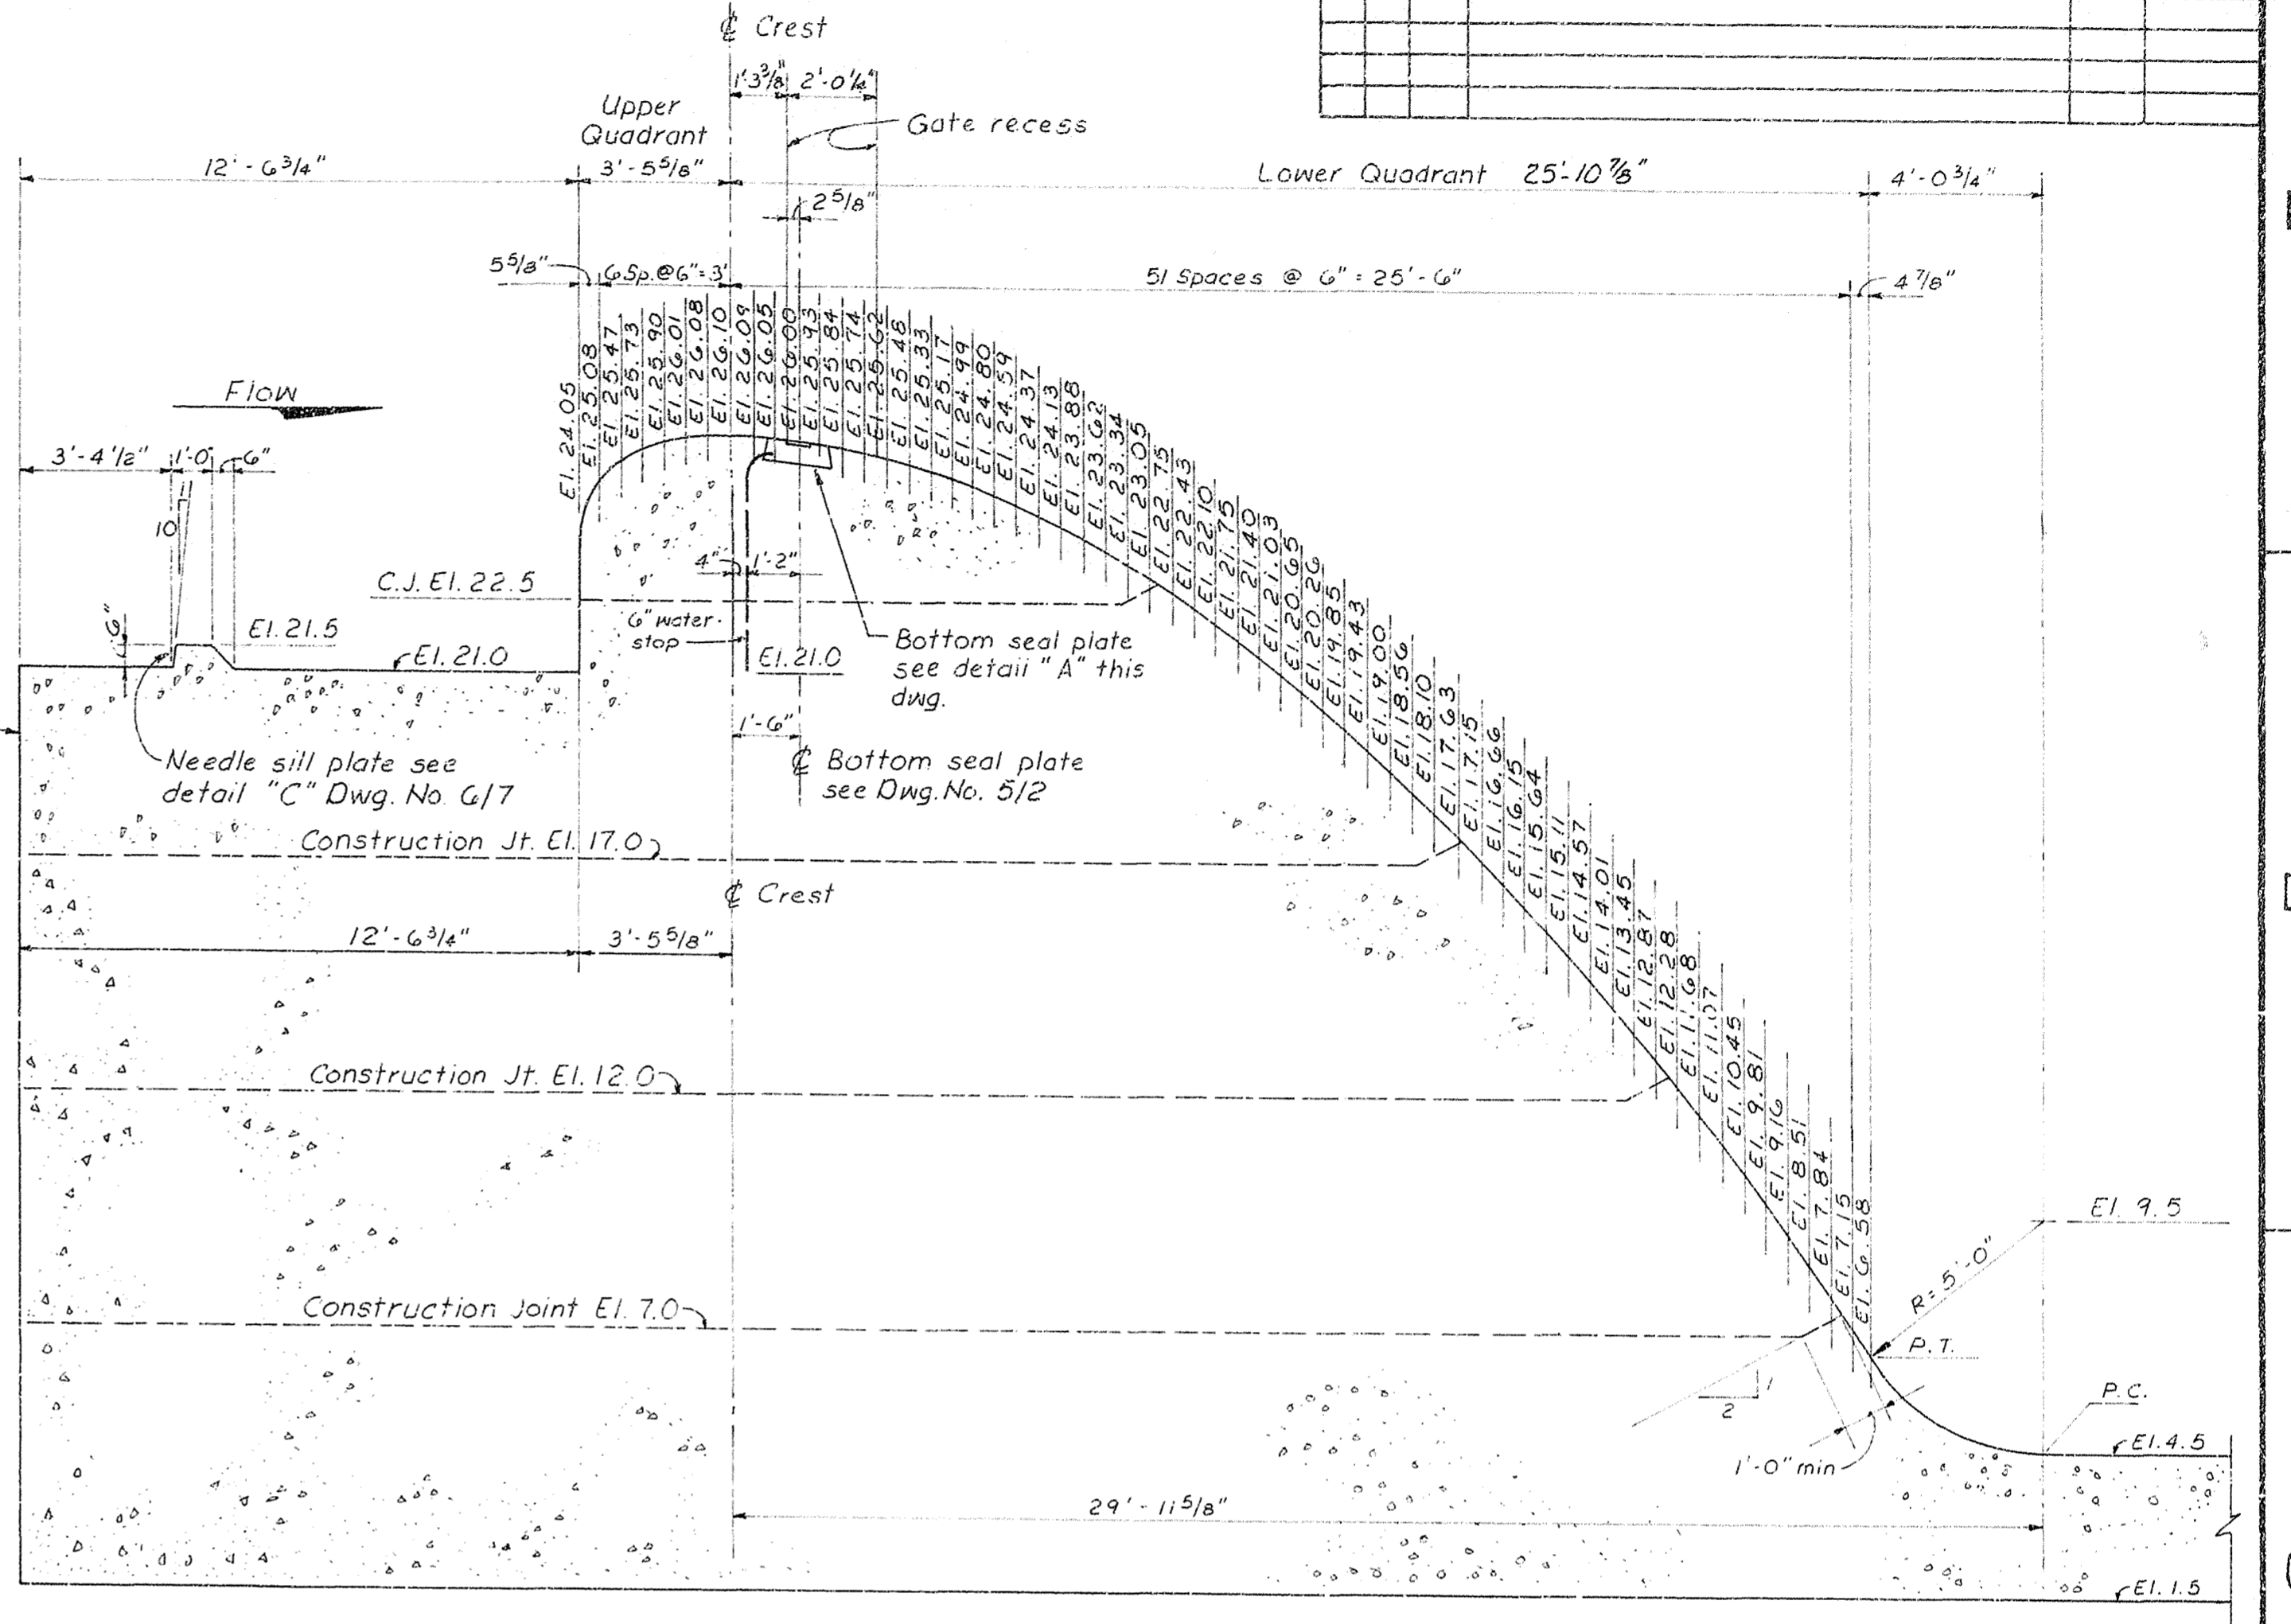 ℄ Crest
1'-3 3/8" 2'-0 1/4"
Upper
Quadrant
Gate recess
12'-6 3/4" 3'-5 5/8" Lower Quadrant 25'-10 7/8" 4'-0 3/4"
2 5/8"
5 5/8" 6 Sp.@6"=3' 51 Spaces @ 6" = 25'-6" 4 7/8"
El. 24.05
El. 25.08
El. 25.47
El. 25.73
El. 25.90
El. 26.01
El. 26.08
El. 26.10
El. 26.09
El. 26.05
El. 26.00
El. 25.93
El. 25.84
El. 25.74
El. 25.62
El. 25.48
El. 25.33
El. 25.17
El. 24.99
El. 24.80
El. 24.59
El. 24.37
El. 24.13
El. 23.88
El. 23.62
El. 23.34
El. 23.05
El. 22.75
El. 22.43
El. 22.10
El. 21.75
El. 21.40
El. 21.03
El. 20.65
El. 20.26
El. 19.85
El. 19.43
El. 19.00
El. 18.56
El. 18.10
El. 17.63
El. 17.15
El. 16.66
El. 16.15
El. 15.64
El. 15.11
El. 14.57
El. 14.01
El. 13.45
El. 12.87
El. 12.28
El. 11.68
El. 11.07
El. 10.45
El. 9.81
El. 9.16
El. 8.51
El. 7.84
El. 7.15
El. 6.58
Flow
3'-4 1/2" 1'-0" 6"
10
C.J. El. 22.5
4" 1'-2"
6"
6" water-
stop
El. 21.5
El. 21.0
El. 21.0
Bottom seal plate
see detail "A" this
dwg.
1'-6"
Needle sill plate see
detail "C" Dwg. No. 6/7
℄ Bottom seal plate
see Dwg. No. 5/2
Construction Jt. El. 17.0
℄ Crest
12'-6 3/4" 3'-5 5/8"
Construction Jt. El. 12.0
El. 9.5
R=5'-0"
Construction Joint El. 7.0
P.T.
1
2
P.C.
El. 4.5
1'-0" min
29'-11 5/8"
El. 1.5